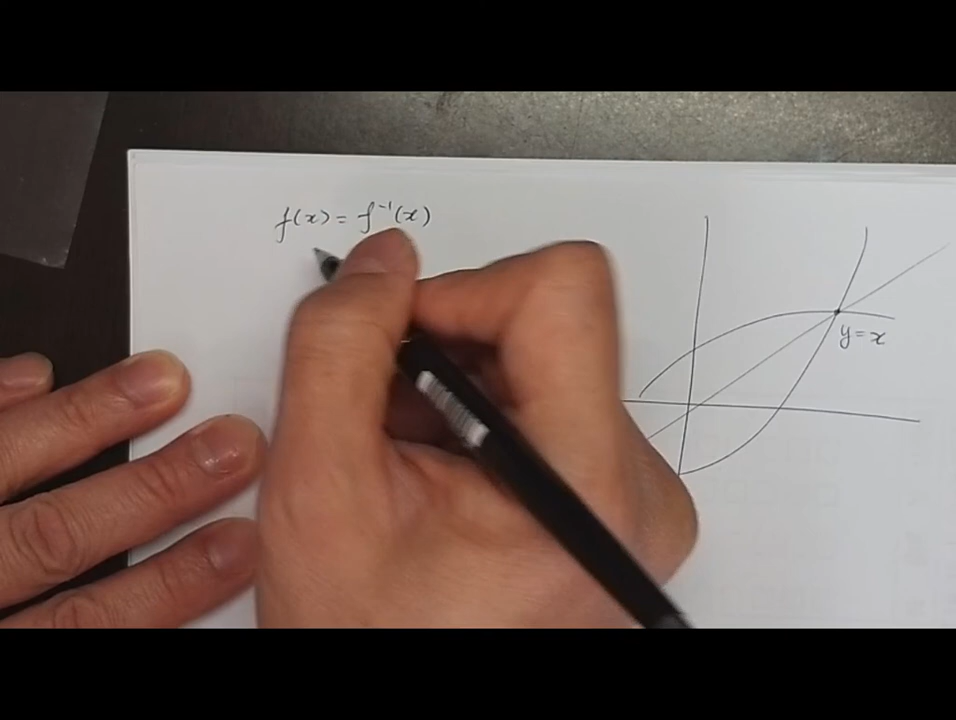 f(x) = f⁻¹(x)
y = x